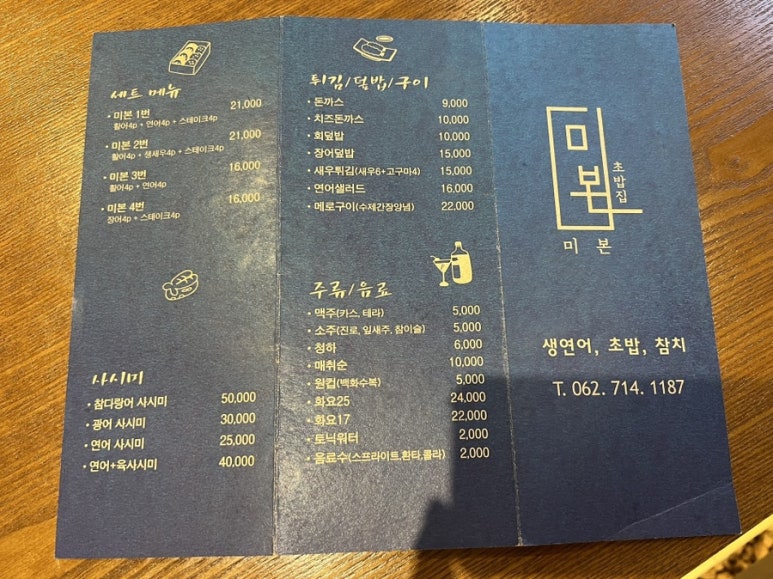 세트 메뉴
· 미본 1번 21,000
활어4p + 연어4p + 스테이크4p
· 미본 2번 21,000
활어4p + 생새우4p + 스테이크4p
· 미본 3번 16,000
활어4p + 연어4p
· 미본 4번 16,000
장어4p + 스테이크4p
사시미
· 참다랑어 사시미 50,000
· 광어 사시미 30,000
· 연어 사시미 25,000
· 연어+육사시미 40,000
튀김/덮밥/구이
· 돈까스 9,000
· 치즈돈까스 10,000
· 회덮밥 10,000
· 장어덮밥 15,000
· 새우튀김(새우6+고구마4) 15,000
· 연어샐러드 16,000
· 메로구이(수제간장양념) 22,000
주류/음료
· 맥주(카스, 테라) 5,000
· 소주(진로, 잎새주, 참이슬) 5,000
· 청하 6,000
· 매취순 10,000
· 원컵(백화수복) 5,000
· 화요25 24,000
· 화요17 22,000
· 토닉워터 2,000
· 음료수(스프라이트,환타,콜라) 2,000
미본
초밥집
미본
생연어, 초밥, 참치
T. 062. 714. 1187